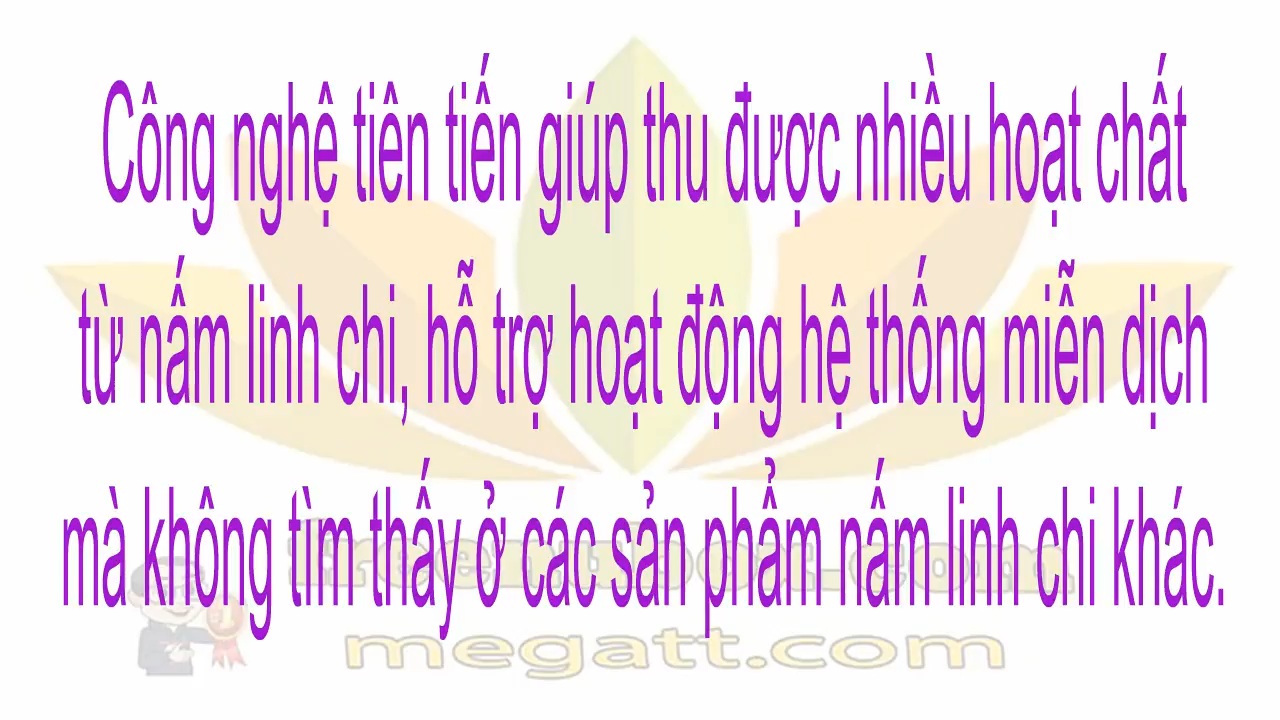 Công nghệ tiên tiến giúp thu được nhiều hoạt chất
từ nấm linh chi, hỗ trợ hoạt động hệ thống miễn dịch
mà không tìm thấy ở các sản phẩm nấm linh chi khác.
megatt.com